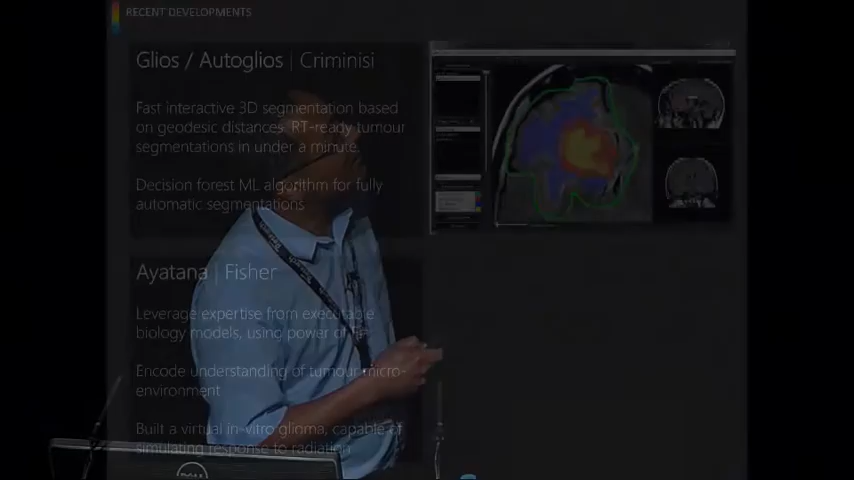 RECENT DEVELOPMENTS
Glios / Autoglios | Criminisi
Fast interactive 3D segmentation based
on geodesic distances. RT-ready tumour
segmentations in under a minute.
Decision forest ML algorithm for fully
automatic segmentations
Ayatana | Fisher
Leverage expertise from executable
biology models, using power of F#
Encode understanding of tumour micro-
environment
Built a virtual in-vitro glioma, capable of
simulating response to radiation
DELL